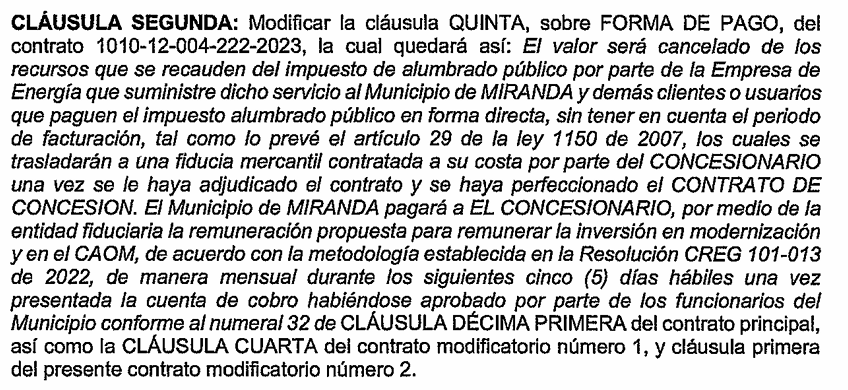 CLÁUSULA SEGUNDA: Modificar la cláusula QUINTA, sobre FORMA DE PAGO, del
contrato 1010-12-004-222-2023, la cual quedará así: El valor será cancelado de los
recursos que se recauden del impuesto de alumbrado público por parte de la Empresa de
Energía que suministre dicho servicio al Municipio de MIRANDA y demás clientes o usuarios
que paguen el impuesto alumbrado público en forma directa, sin tener en cuenta el periodo
de facturación, tal como lo prevé el artículo 29 de la ley 1150 de 2007, los cuales se
trasladarán a una fiducia mercantil contratada a su costa por parte del CONCESIONARIO
una vez se le haya adjudicado el contrato y se haya perfeccionado el CONTRATO DE
CONCESION. El Municipio de MIRANDA pagará a EL CONCESIONARIO, por medio de la
entidad fiduciaria la remuneración propuesta para remunerar la inversión en modernización
y en el CAOM, de acuerdo con la metodología establecida en la Resolución CREG 101-013
de 2022, de manera mensual durante los siguientes cinco (5) días hábiles una vez
presentada la cuenta de cobro habiéndose aprobado por parte de los funcionarios del
Municipio conforme al numeral 32 de CLÁUSULA DÉCIMA PRIMERA del contrato principal,
así como la CLÁUSULA CUARTA del contrato modificatorio número 1, y cláusula primera
del presente contrato modificatorio número 2.